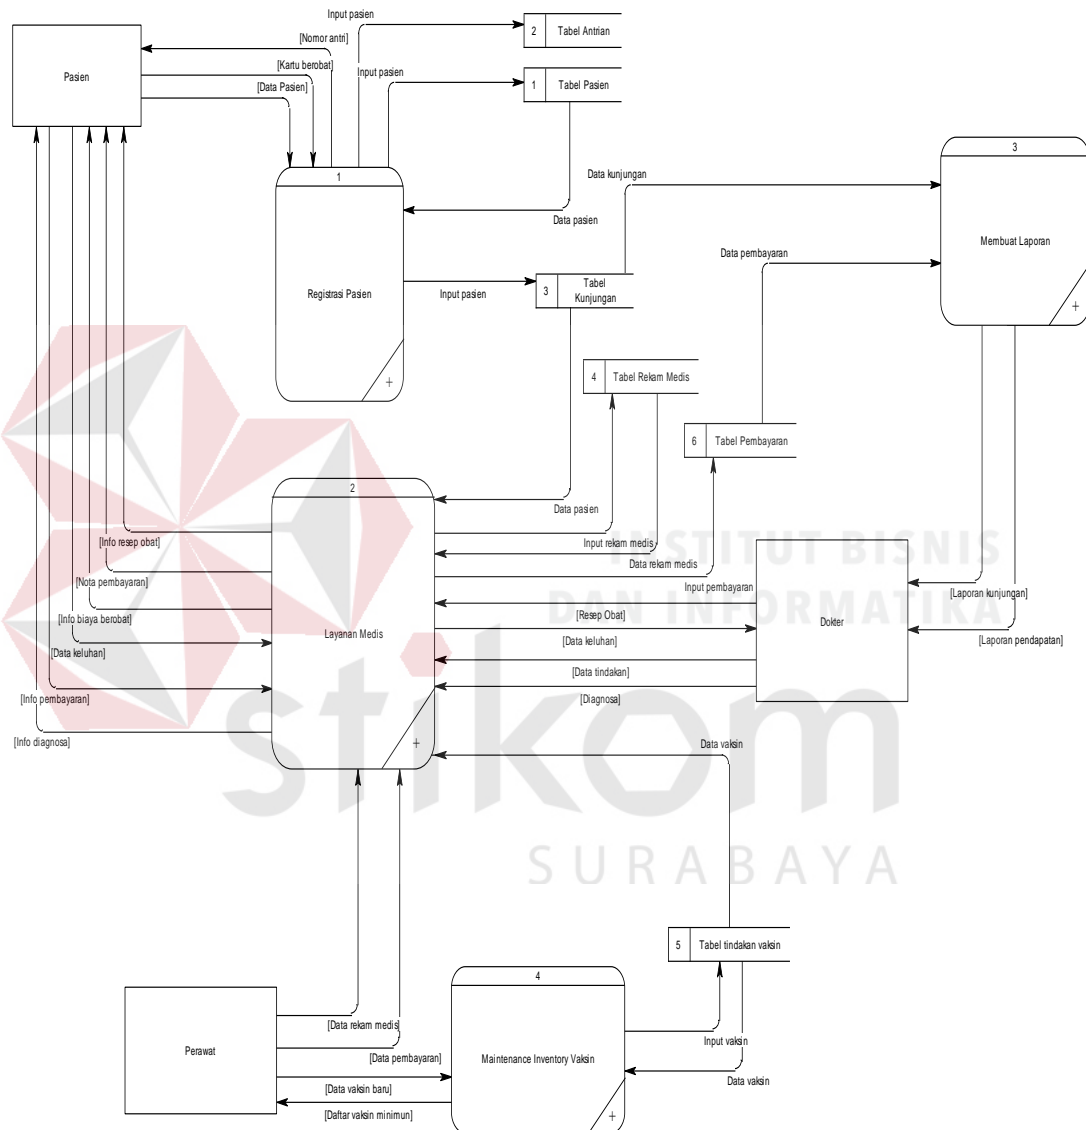 Input pasien
2 Tabel Antrian
[Nomor antri]
[Kartu berobat]
Input pasien
Pasien
[Data Pasien]
1 Tabel Pasien
3
1
Data kunjungan
Data pasien
Membuat Laporan
Data pembayaran
Registrasi Pasien
Input pasien
3 Tabel
Kunjungan
+
4 Tabel Rekam Medis
+
6 Tabel Pembayaran
2
Data pasien
[Info resep obat]
Input rekam medis
INSTITUT BISNIS
Data rekam medis
[Nota pembayaran]
Input pembayaran
[Laporan kunjungan]
DAN INFORMATIKA
[Info biaya berobat]
[Resep Obat]
Dokter
Layanan Medis
[Data keluhan]
[Laporan pendapatan]
[Data keluhan]
[Data tindakan]
[Info pembayaran]
[Diagnosa]
[Info diagnosa]
+
Data vaksin
stikom
SURABAYA
5 Tabel tindakan vaksin
4
[Data rekam medis]
Input vaksin
Perawat
[Data pembayaran]
Maintenance Inventory Vaksin
[Data vaksin baru]
Data vaksin
[Daftar vaksin minimun]
+